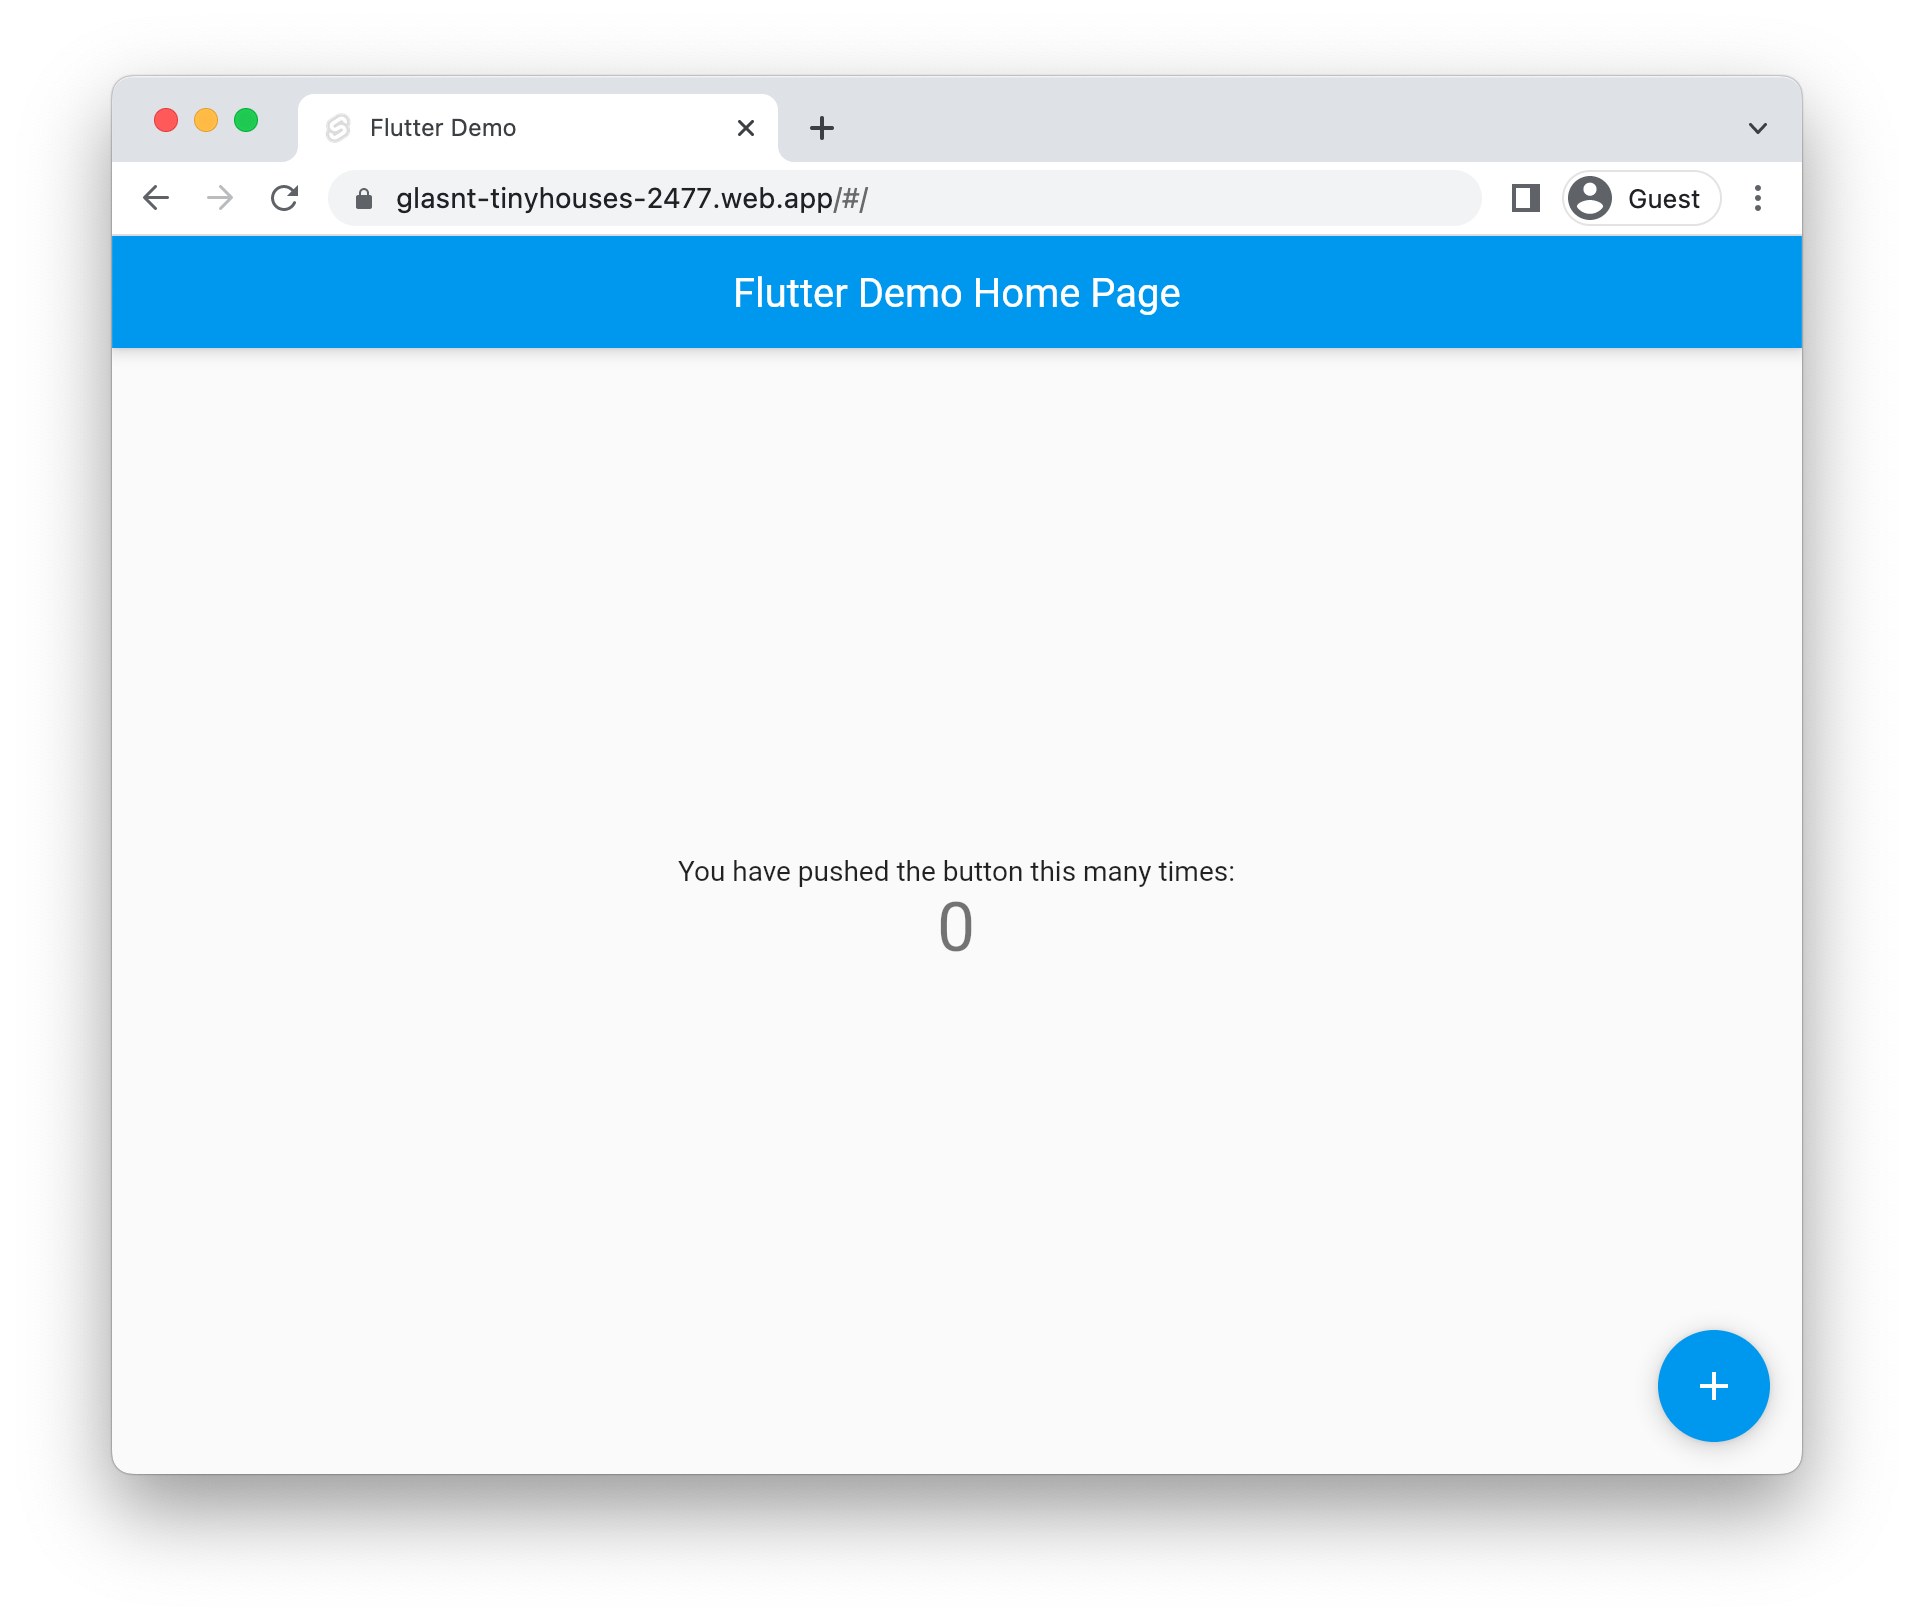 Flutter Demo
glasnt-tinyhouses-2477.web.app/#/
Guest
Flutter Demo Home Page
You have pushed the button this many times:
0